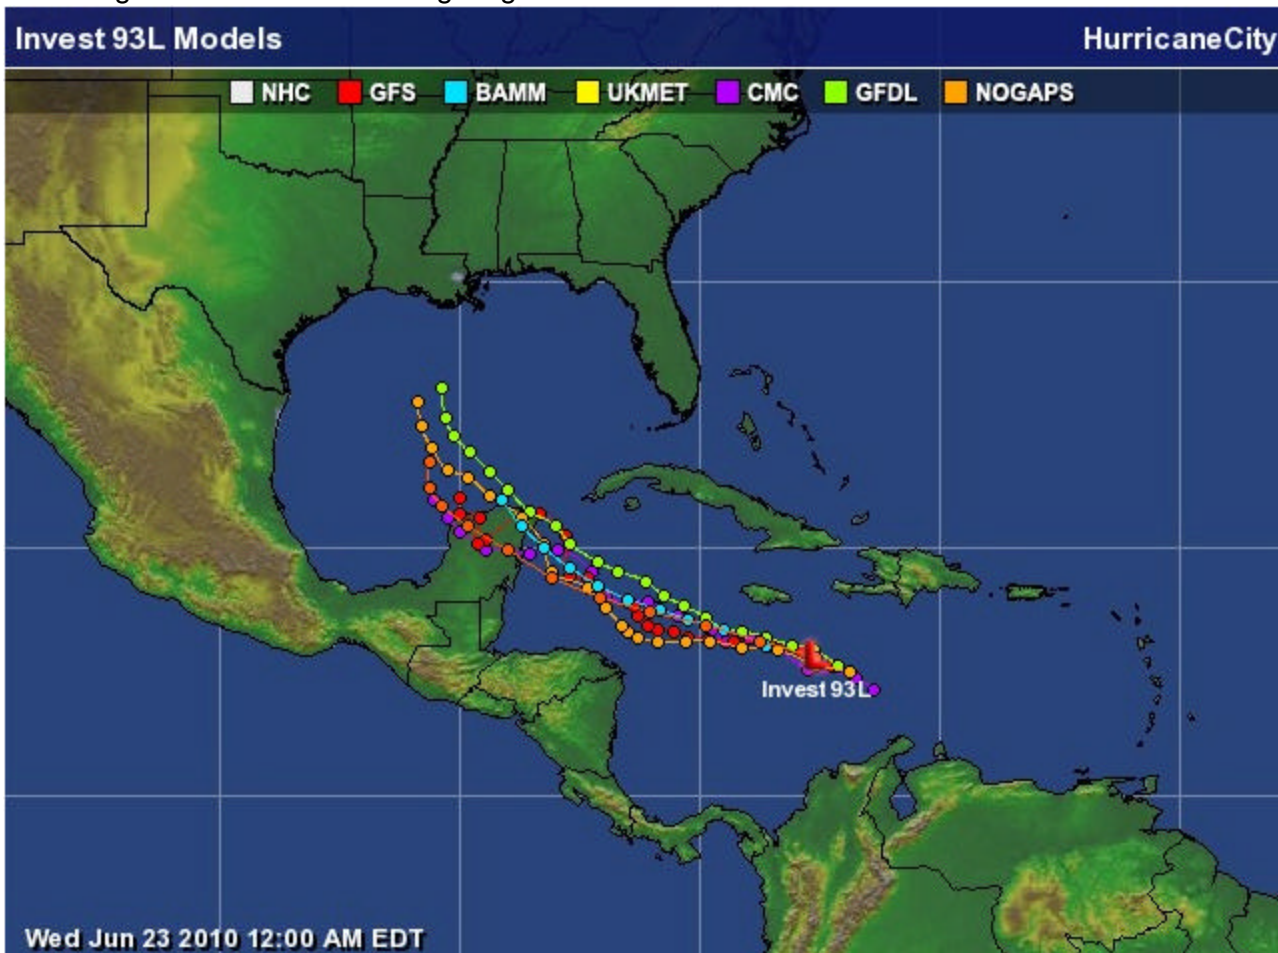 Invest 93L Models
HurricaneCity
NHC GFS BAMM UKMET CMC GFDL NOGAPS
Invest 93L
Wed Jun 23 2010 12:00 AM EDT